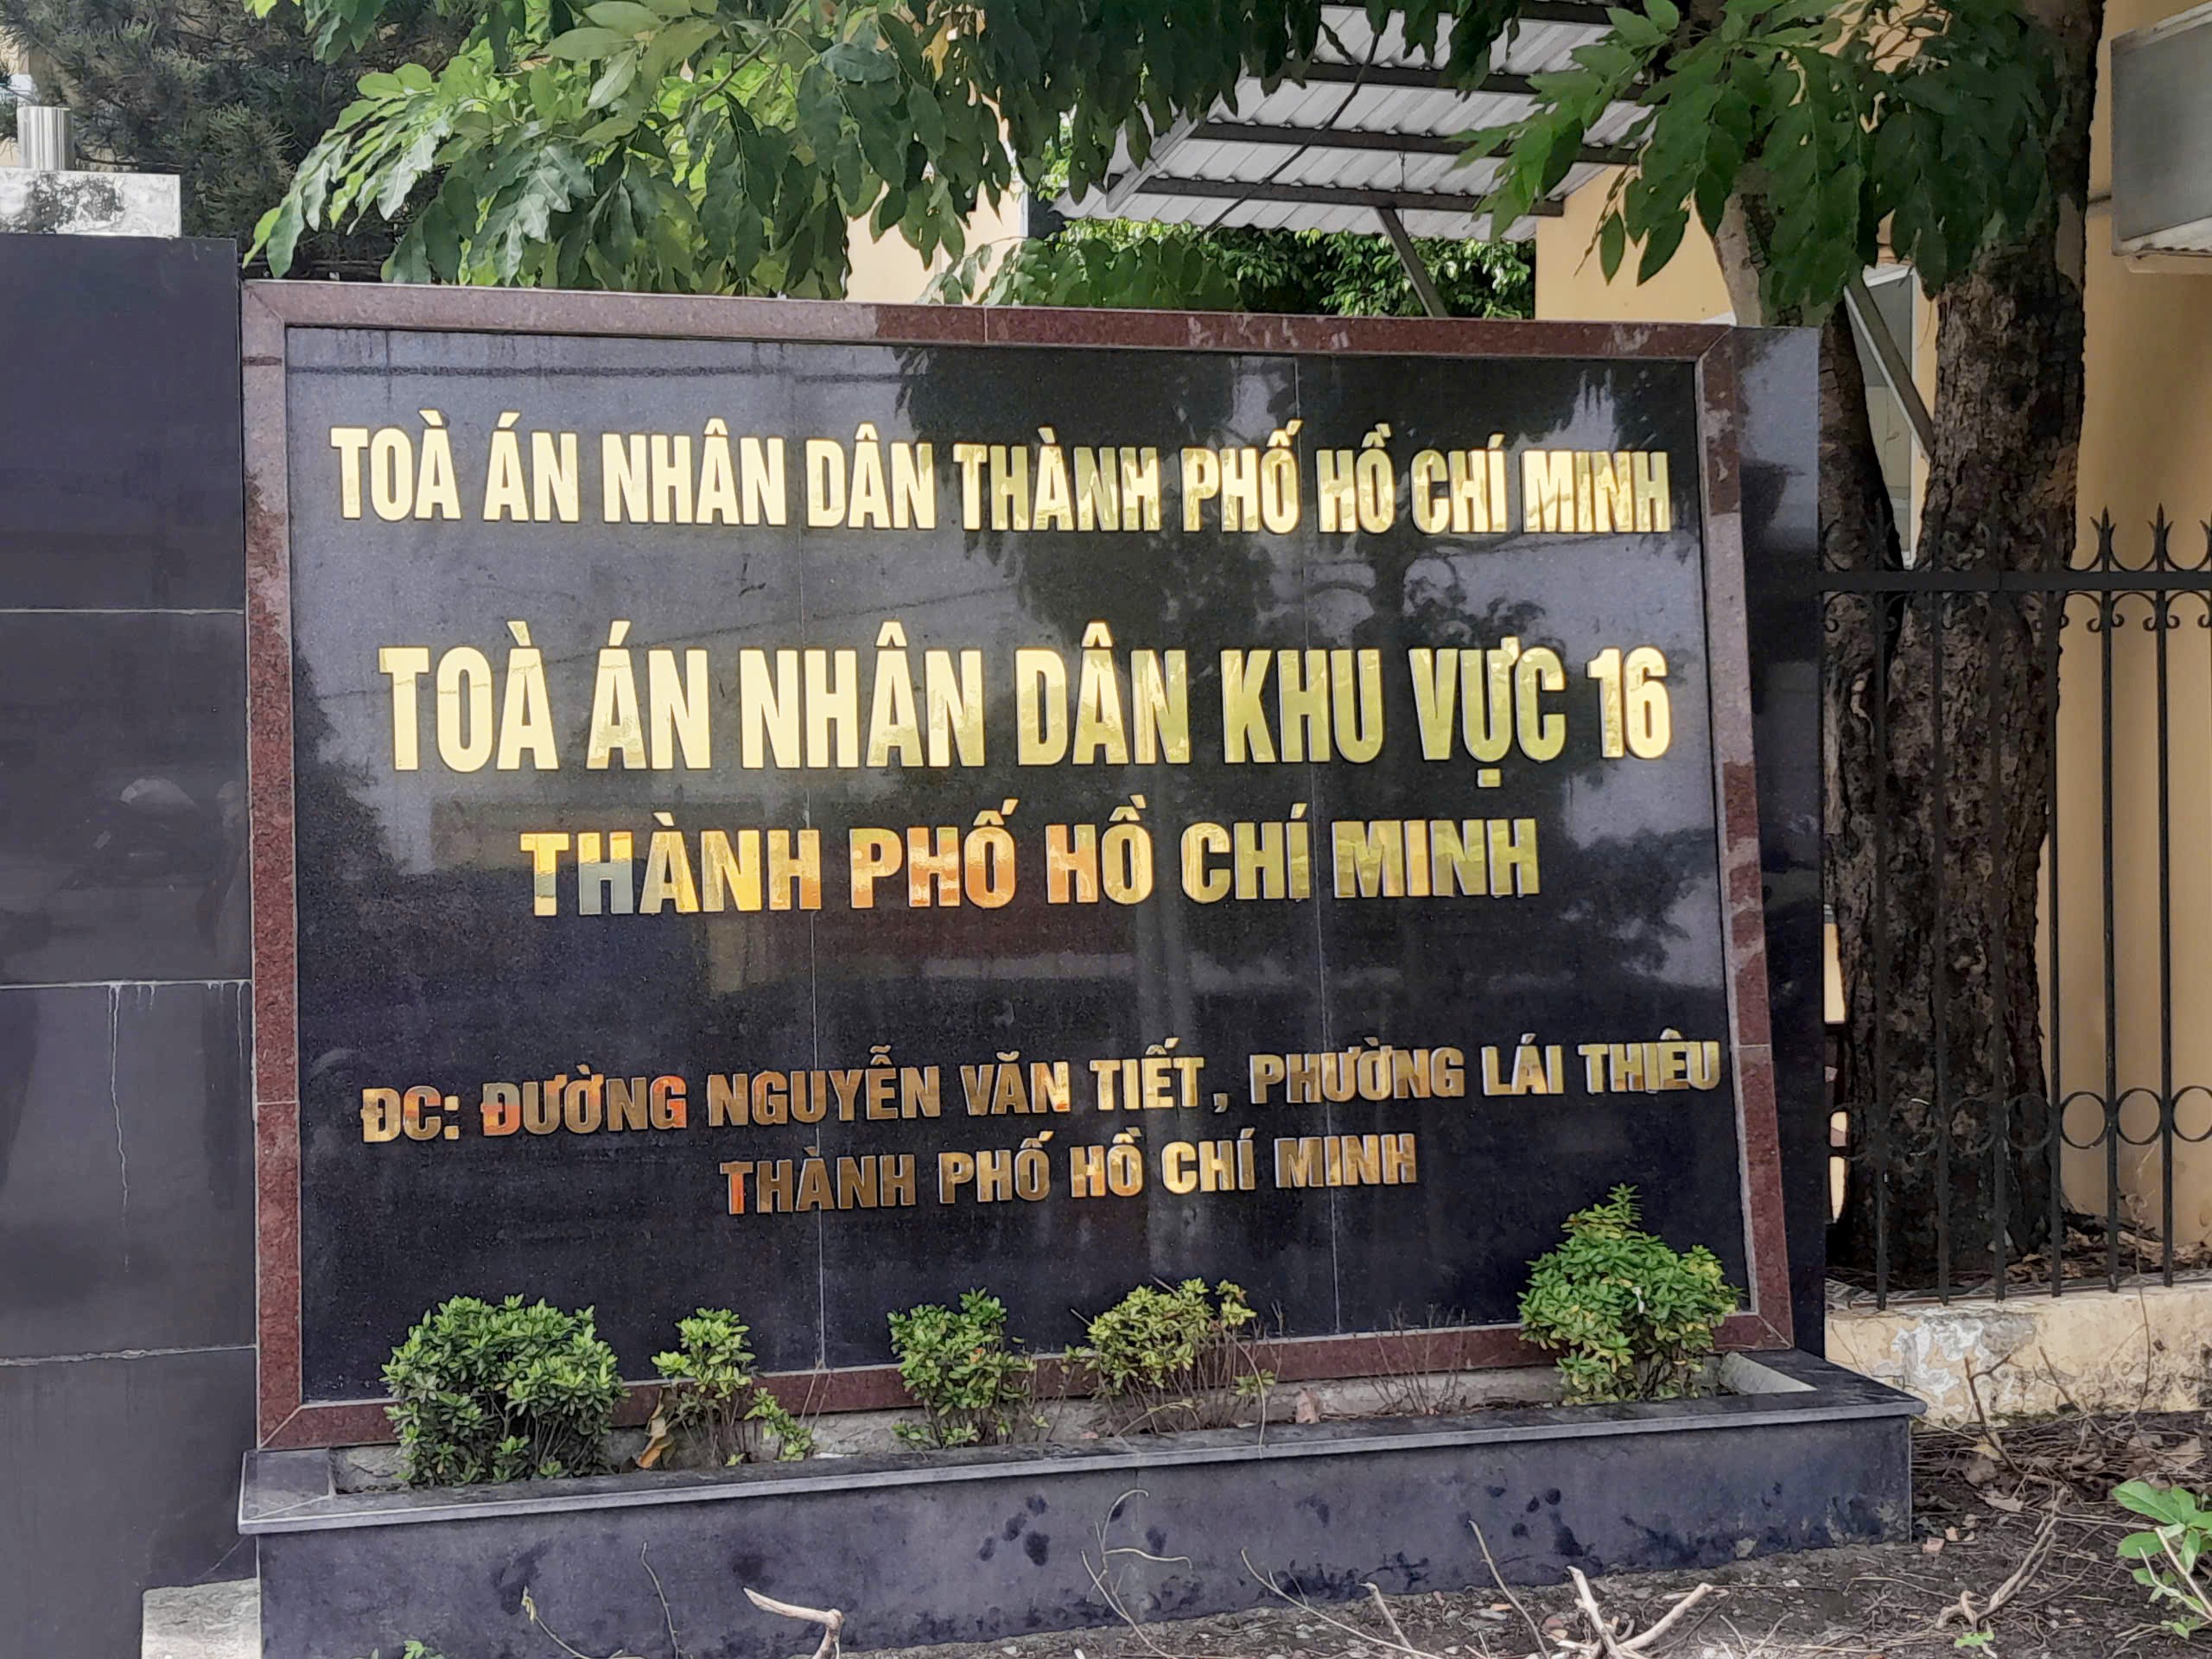 TOÀ ÁN NHÂN DÂN THÀNH PHỐ HỒ CHÍ MINH
TOÀ ÁN NHÂN DÂN KHU VỰC 16
THÀNH PHỐ HỒ CHÍ MINH
ĐC: ĐƯỜNG NGUYỄN VĂN TIẾT, PHƯỜNG LÁI THIÊU
THÀNH PHỐ HỒ CHÍ MINH